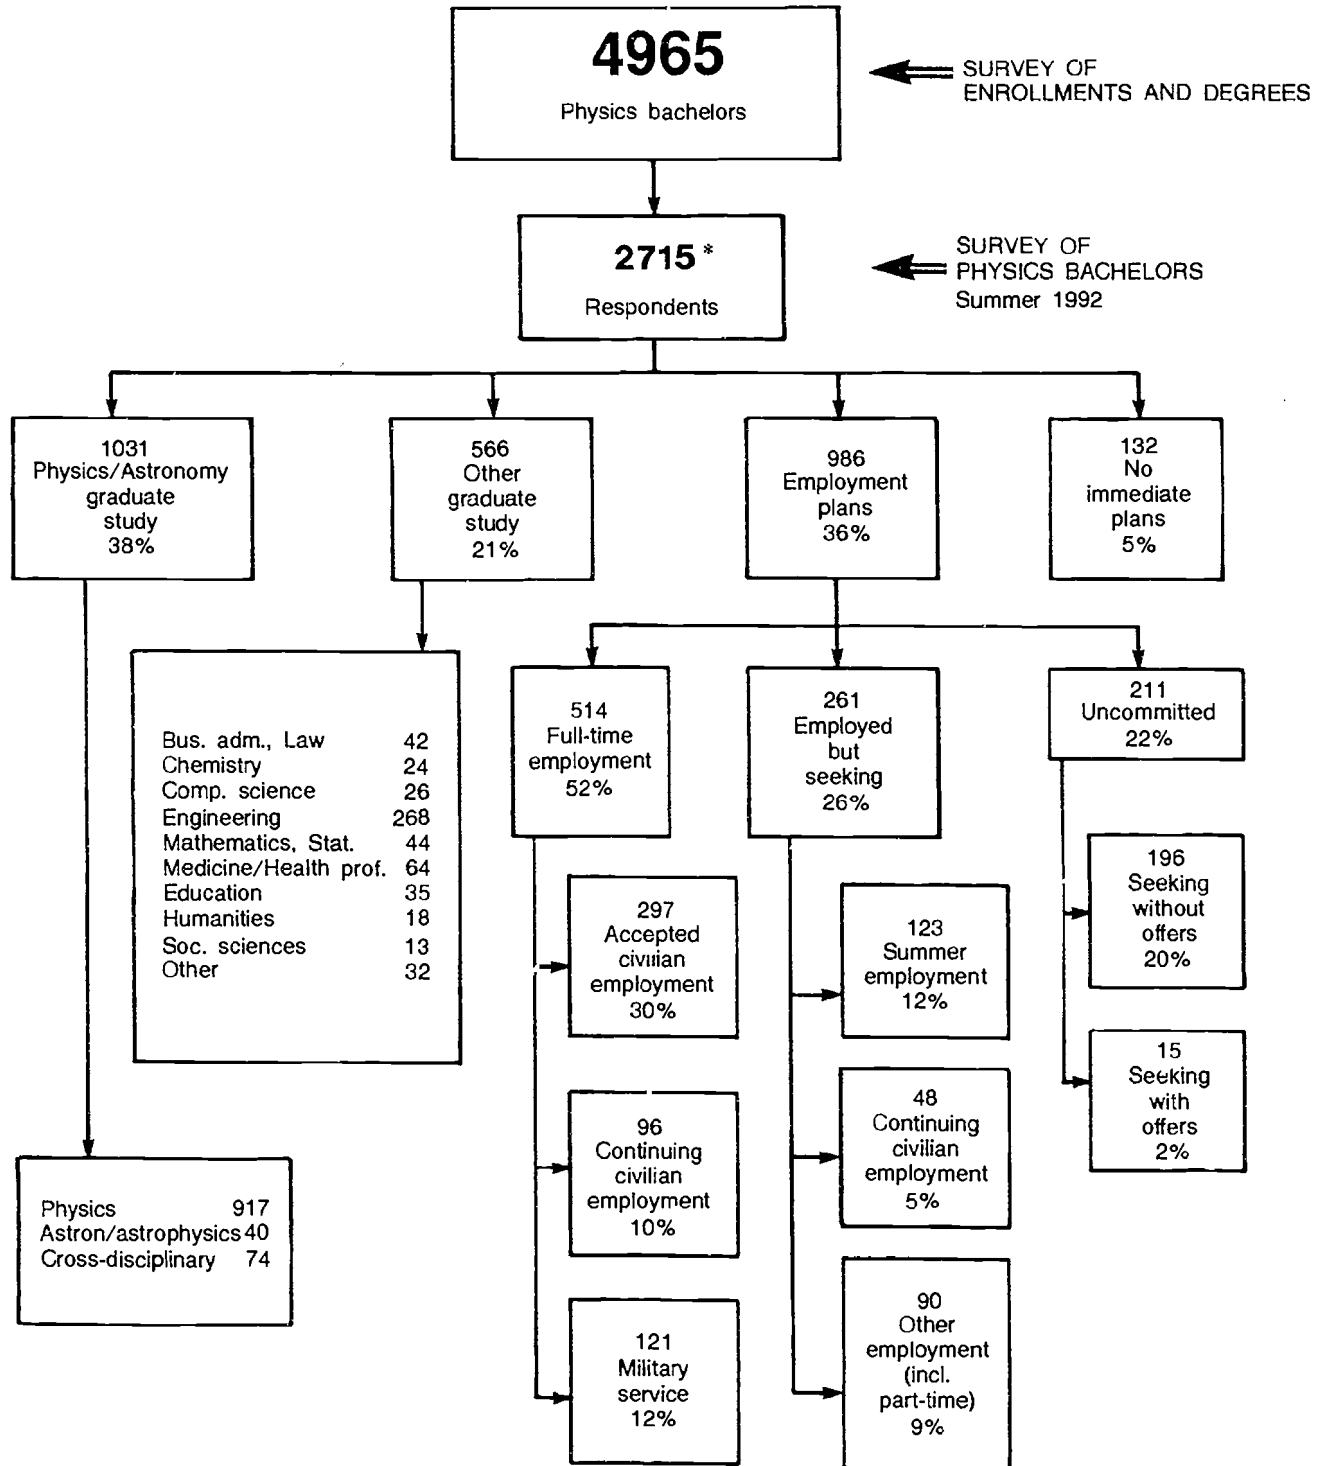 4965
Physics bachelors
SURVEY OF
ENROLLMENTS AND DEGREES
2715 *
Respondents
SURVEY OF
PHYSICS BACHELORS
Summer 1992
1031
Physics/Astronomy
graduate
study
38%
566
Other
graduate
study
21%
986
Employment
plans
36%
132
No
immediate
plans
5%
Bus. adm., Law 42
Chemistry 24
Comp. science 26
Engineering 268
Mathematics, Stat. 44
Medicine/Health prof. 64
Education 35
Humanities 18
Soc. sciences 13
Other 32
514
Full-time
employment
52%
261
Employed
but
seeking
26%
211
Uncommitted
22%
297
Accepted
civilian
employment
30%
123
Summer
employment
12%
196
Seeking
without
offers
20%
96
Continuing
civilian
employment
10%
48
Continuing
civilian
employment
5%
15
Seeking
with
offers
2%
Physics 917
Astron/astrophysics 40
Cross-disciplinary 74
121
Military
service
12%
90
Other
employment
(incl.
part-time)
9%